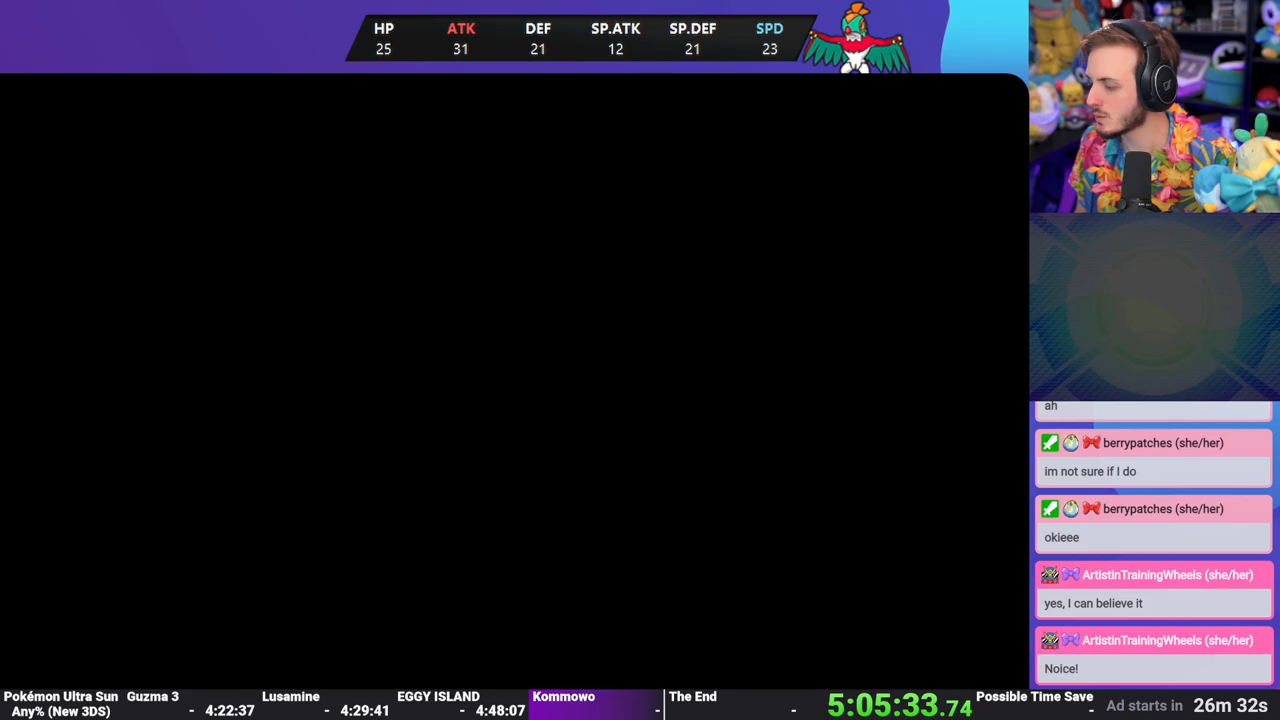 HP ATK DEF SP.ATK SP.DEF SPD
25 31 21 12 21 23
ah
berrypatches (she/her)
im not sure if I do
berrypatches (she/her)
okieee
ArtistinTrainingWheels (she/her)
yes, I can believe it
ArtistinTrainingWheels (she/her)
Noice!
Pokémon Ultra Sun
Any% (New 3DS)
Guzma 3
- 4:22:37
Lusamine
- 4:29:41
EGGY ISLAND
- 4:48:07
Kommowo
-
The End
-
5:05:33.74
Possible Time Save
-
Ad starts in 26m 32s